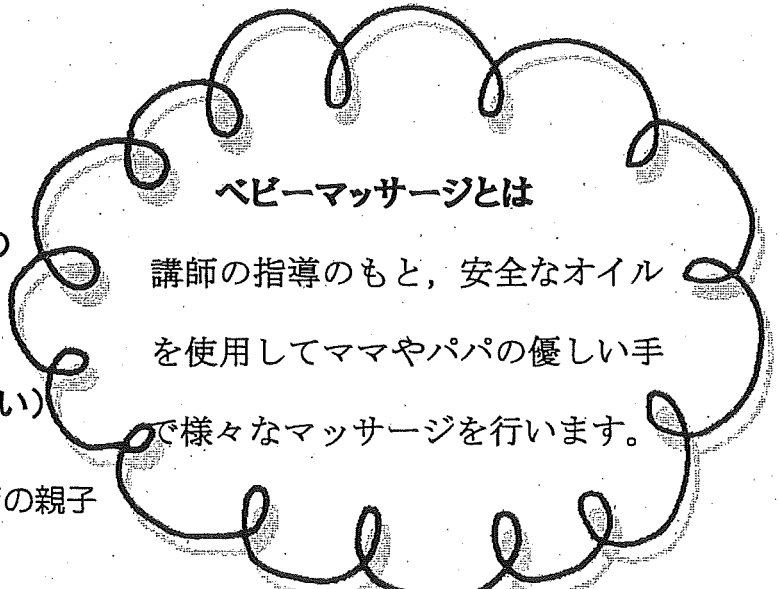 ベビーマッサージとは
講師の指導のもと，安全なオイル
を使用してママやパパの優しい手
で様々なマッサージを行います。
の
い)
の親子